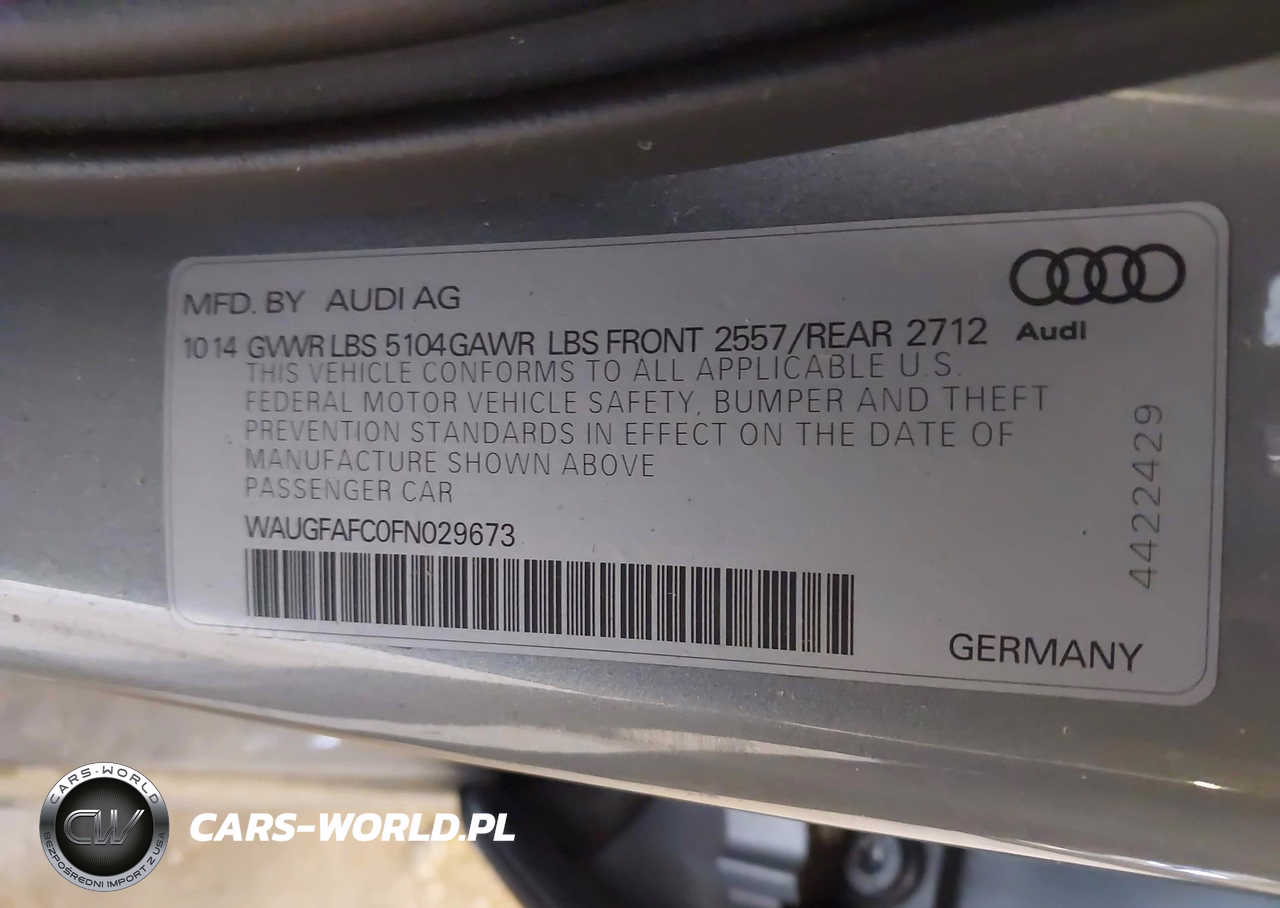 MFD. BY AUDI AG
1014 GVWR LBS 5104 GAWR LBS FRONT 2557/REAR 2712
Audi
THIS VEHICLE CONFORMS TO ALL APPLICABLE U.S.
FEDERAL MOTOR VEHICLE SAFETY, BUMPER AND THEFT
PREVENTION STANDARDS IN EFFECT ON THE DATE OF
MANUFACTURE SHOWN ABOVE
PASSENGER CAR
WAUGFAFC0FN029673
4422429
GERMANY
CARS-WORLD
CW
BEZPOŚREDNI IMPORT Z USA
CARS-WORLD.PL